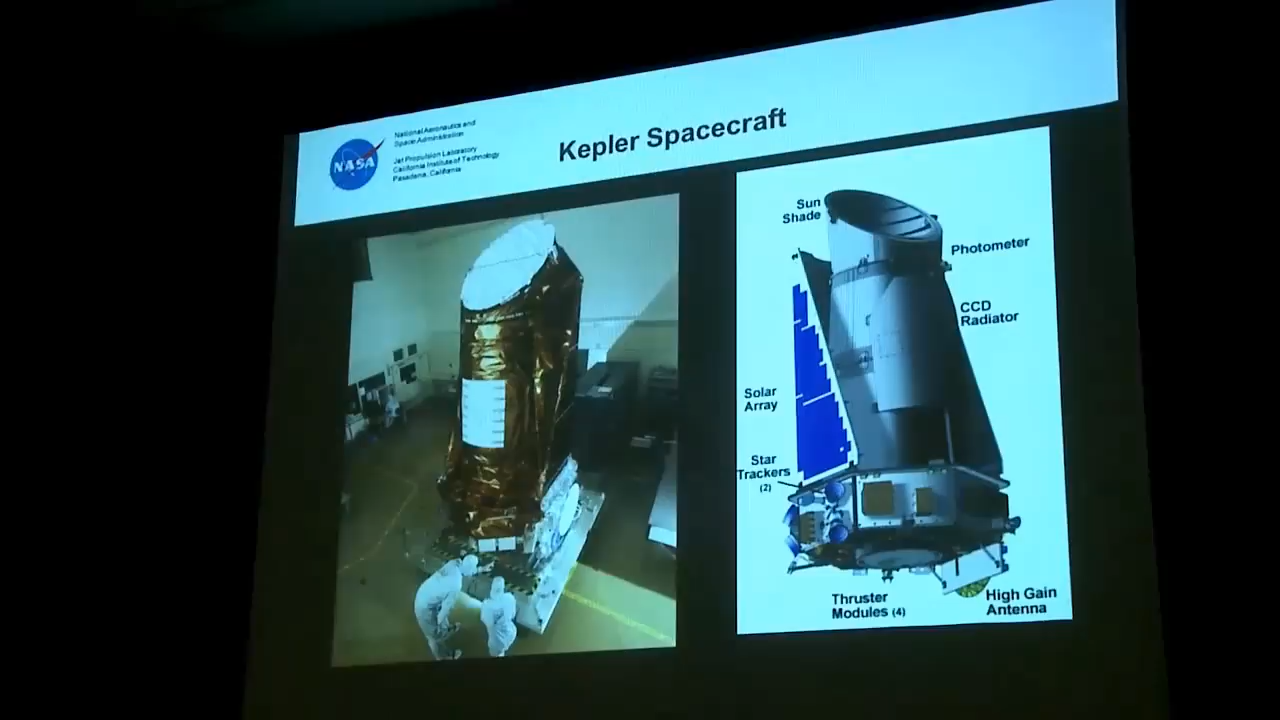 NASA
National Aeronautics and
Space Administration
Jet Propulsion Laboratory
California Institute of Technology
Pasadena, California
Kepler Spacecraft
Sun
Shade
Photometer
CCD
Radiator
Solar
Array
Star
Trackers
(2)
Thruster
Modules (4)
High Gain
Antenna